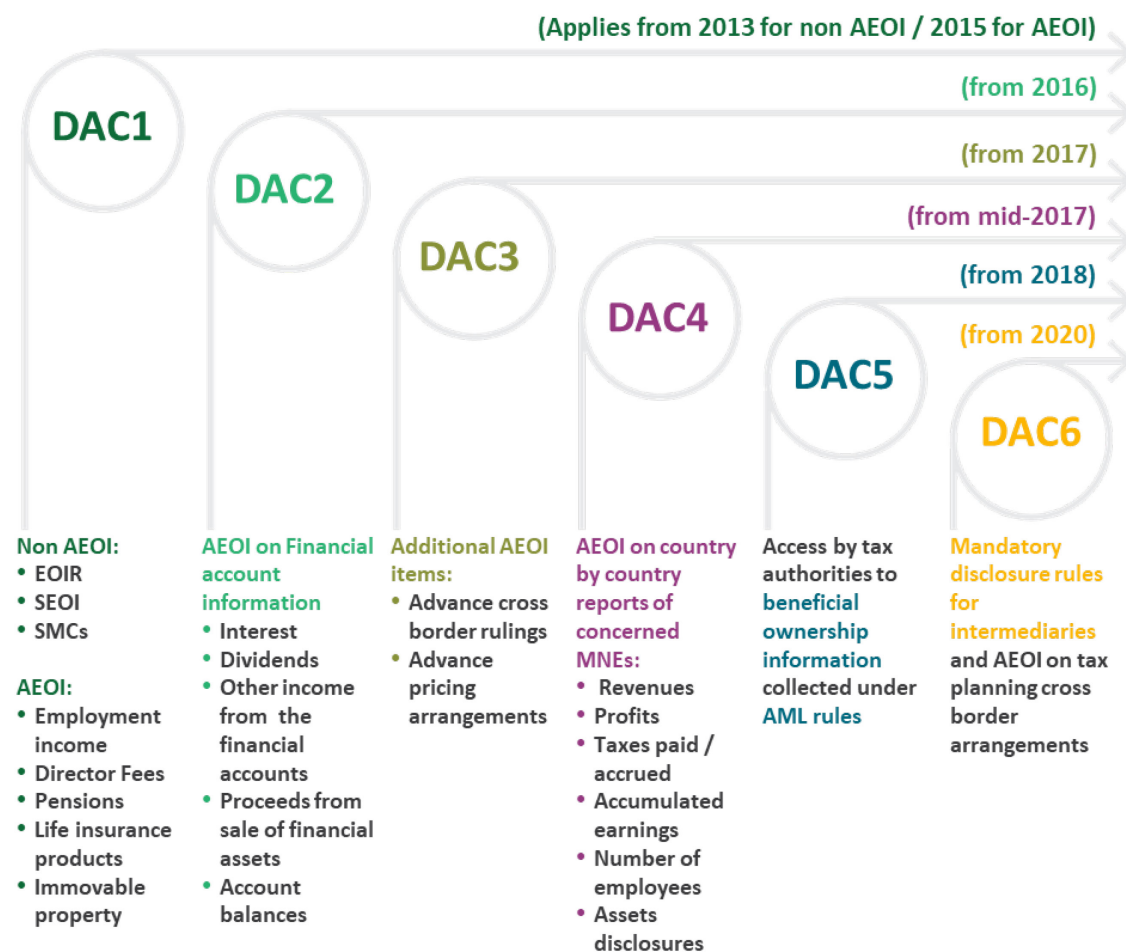 (Applies from 2013 for non AEOI / 2015 for AEOI)
(from 2016)
(from 2017)
(from mid-2017)
(from 2018)
(from 2020)
DAC1
DAC2
DAC3
DAC4
DAC5
DAC6
Non AEOI:
• EOIR
• SEOI
• SMCs
AEOI:
• Employment
income
• Director Fees
• Pensions
• Life insurance
products
• Immovable
property
AEOI on Financial
account
information
• Interest
• Dividends
• Other income
from the
financial
accounts
• Proceeds from
sale of financial
assets
• Account
balances
Additional AEOI
items:
• Advance cross
border rulings
• Advance
pricing
arrangements
AEOI on country
by country
reports of
concerned
MNEs:
• Revenues
• Profits
• Taxes paid /
accrued
• Accumulated
earnings
• Number of
employees
• Assets
disclosures
Access by tax
authorities to
beneficial
ownership
information
collected under
AML rules
Mandatory
disclosure rules
for
intermediaries
and AEOI on tax
planning cross
border
arrangements